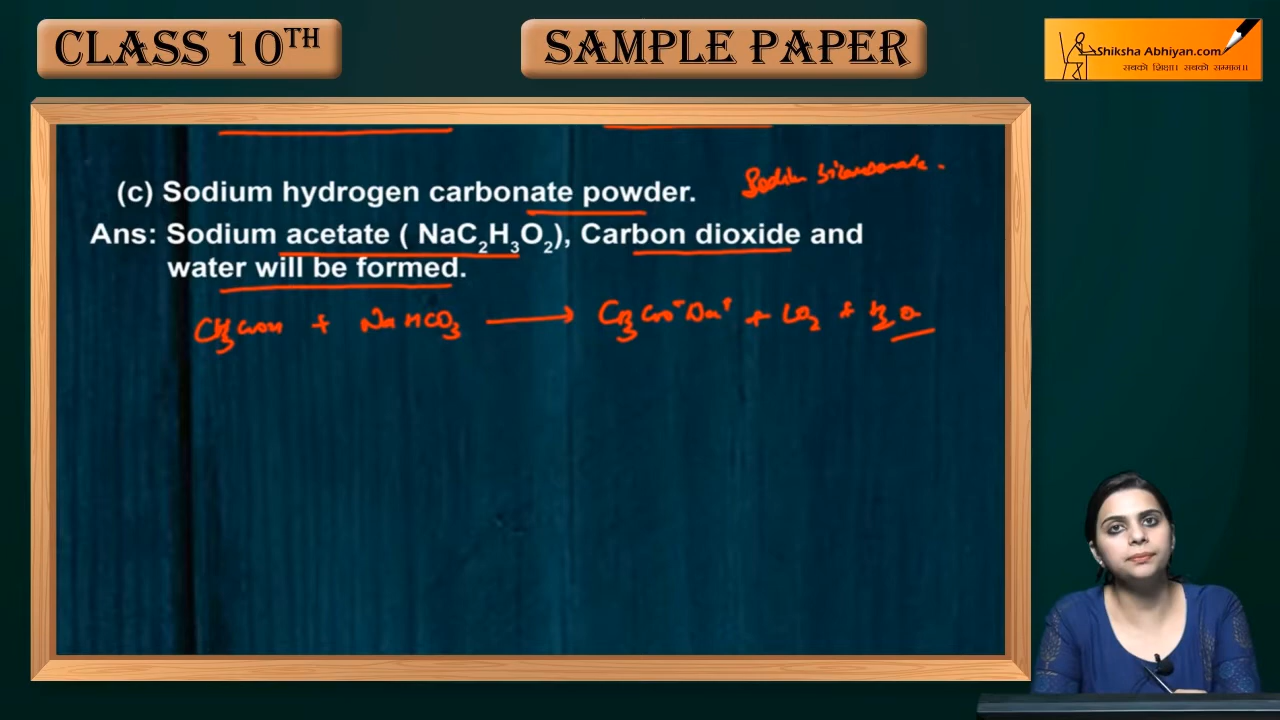 CLASS 10TH
SAMPLE PAPER
Shiksha Abhiyan.com
सबको शिक्षा। सबको सम्मान।।
(c) Sodium hydrogen carbonate powder.
Sodium bicarbonate.
Ans: Sodium acetate ( NaC₂H₃O₂), Carbon dioxide and
water will be formed.
CH₃COOH + NaHCO₃ → CH₃COO⁻Na⁺ + CO₂ + H₂O